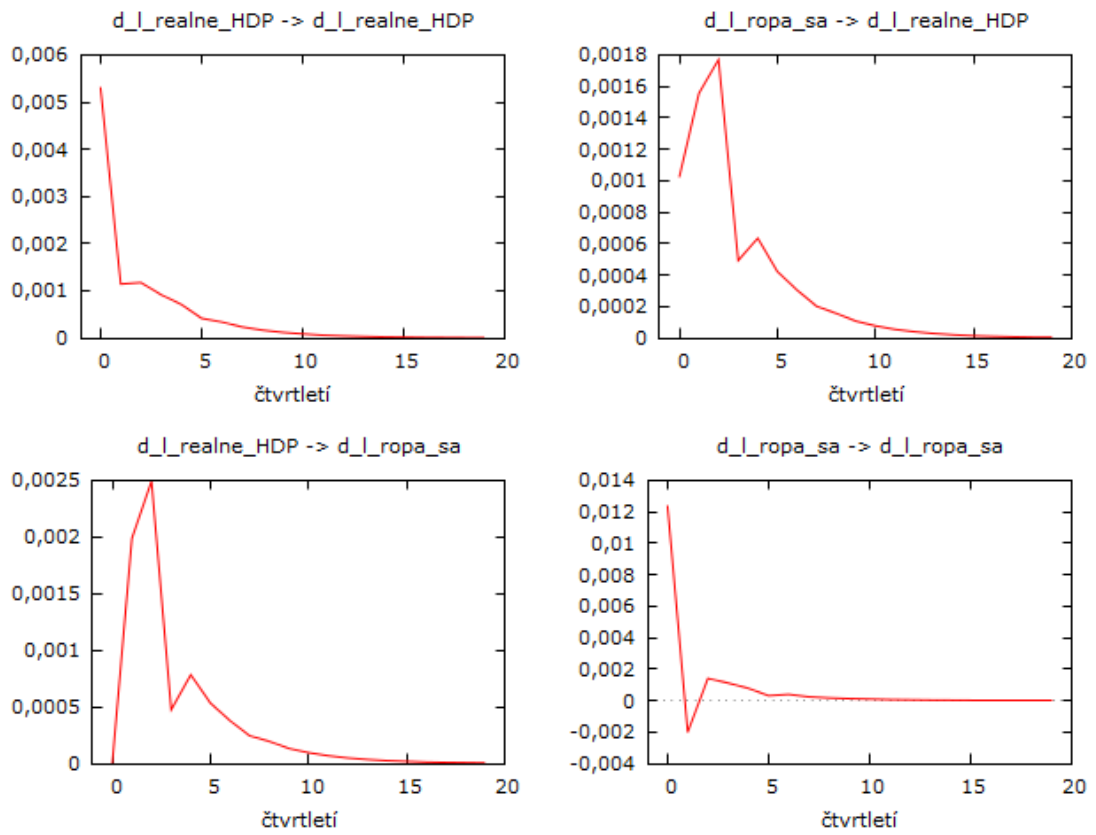 d_l_realne_HDP -> d_l_realne_HDP
0,006
0,005
0,004
0,003
0,002
0,001
0
0 5 10 15 20
čtvrtletí
d_l_ropa_sa -> d_l_realne_HDP
0,0018
0,0016
0,0014
0,0012
0,001
0,0008
0,0006
0,0004
0,0002
0
0 5 10 15 20
čtvrtletí
d_l_realne_HDP -> d_l_ropa_sa
0,0025
0,002
0,0015
0,001
0,0005
0
0 5 10 15 20
čtvrtletí
d_l_ropa_sa -> d_l_ropa_sa
0,014
0,012
0,01
0,008
0,006
0,004
0,002
0
-0,002
-0,004
0 5 10 15 20
čtvrtletí